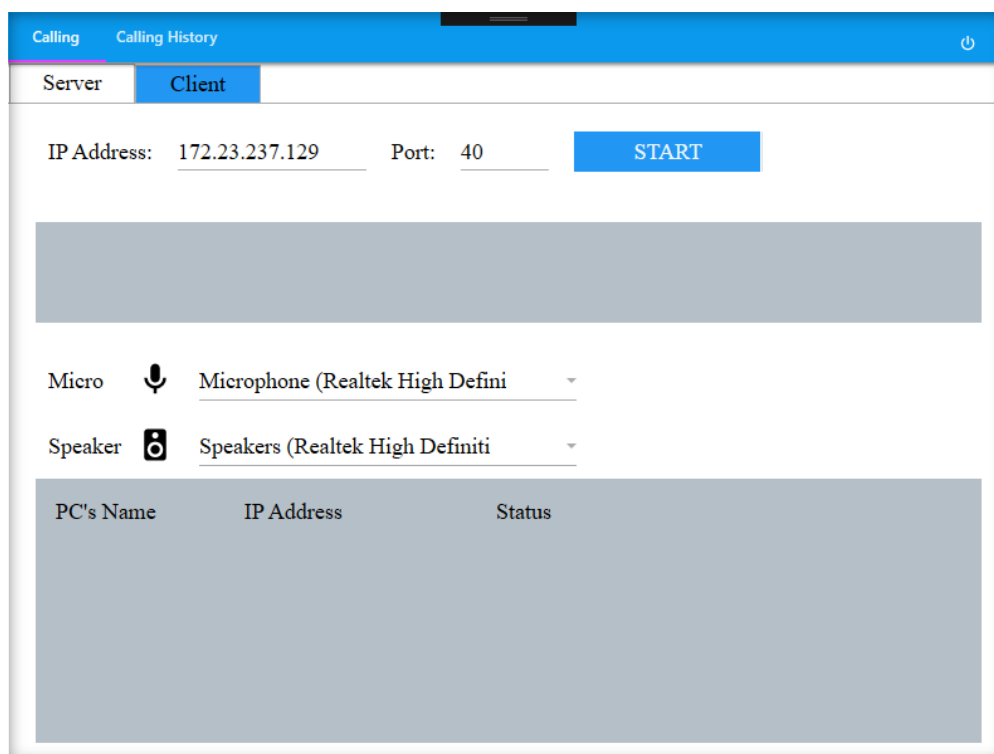 Calling Calling History
Server Client
IP Address: 172.23.237.129 Port: 40 START
Micro Microphone (Realtek High Defini
Speaker Speakers (Realtek High Definiti
PC's Name IP Address Status